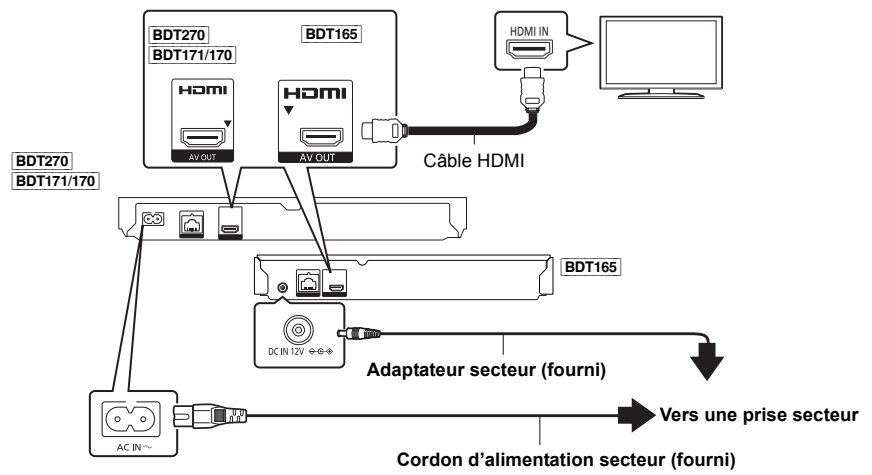 BDT270
BDT171/170
BDT165
HDMI
AV OUT
HDMI
AV OUT
HDMI IN
Câble HDMI
BDT270
BDT171/170
BDT165
DC IN 12V
Adaptateur secteur (fourni)
AC IN ~
Vers une prise secteur
Cordon d’alimentation secteur (fourni)